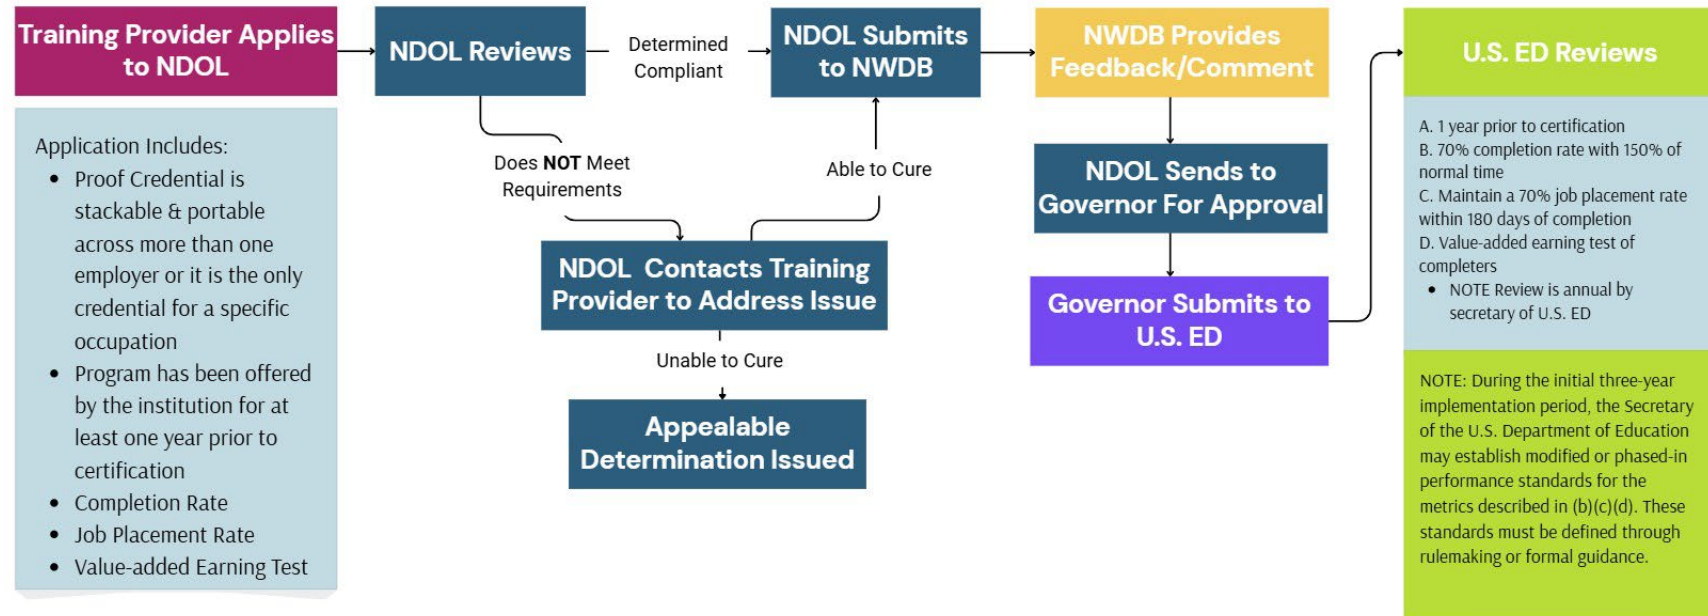 Training Provider Applies
to NDOL
Application Includes:
• Proof Credential is
stackable & portable
across more than one
employer or it is the only
credential for a specific
occupation
• Program has been offered
by the institution for at
least one year prior to
certification
• Completion Rate
• Job Placement Rate
• Value-added Earning Test
NDOL Reviews
Determined
Compliant
Does NOT Meet
Requirements
NDOL Contacts Training
Provider to Address Issue
Able to Cure
Unable to Cure
Appealable
Determination Issued
NDOL Submits
to NWDB
NWDB Provides
Feedback/Comment
NDOL Sends to
Governor For Approval
Governor Submits to
U.S. ED
U.S. ED Reviews
A. 1 year prior to certification
B. 70% completion rate with 150% of
normal time
C. Maintain a 70% job placement rate
within 180 days of completion
D. Value-added earning test of
completers
• NOTE Review is annual by
secretary of U.S. ED
NOTE: During the initial three-year
implementation period, the Secretary
of the U.S. Department of Education
may establish modified or phased-in
performance standards for the
metrics described in (b)(c)(d). These
standards must be defined through
rulemaking or formal guidance.